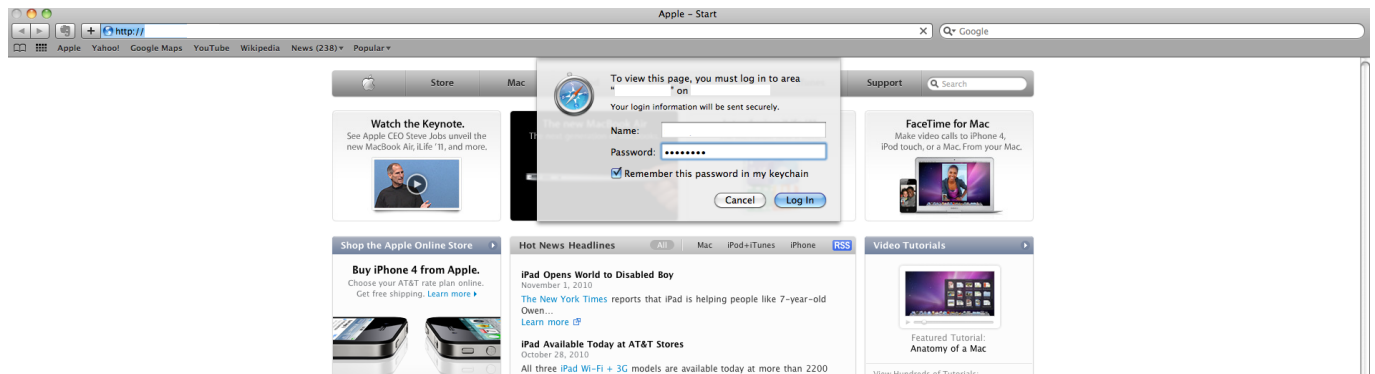 Apple - Start
http://
Google
Apple Yahoo! Google Maps YouTube Wikipedia News (238) Popular
Store Mac Support Search
To view this page, you must log in to area
“ ” on
Your login information will be sent securely.
Name:
Password: ••••••••
Remember this password in my keychain
Cancel Log In
Watch the Keynote.
See Apple CEO Steve Jobs unveil the
new MacBook Air, iLife '11, and more.
The new MacBook Air
FaceTime for Mac
Make video calls to iPhone 4,
iPod touch, or a Mac. From your Mac.
Shop the Apple Online Store
Buy iPhone 4 from Apple.
Choose your AT&T rate plan online.
Get free shipping. Learn more
Hot News Headlines All Mac iPod+iTunes iPhone RSS
iPad Opens World to Disabled Boy
November 1, 2010
The New York Times reports that iPad is helping people like 7-year-old
Owen...
Learn more
iPad Available Today at AT&T Stores
October 28, 2010
All three iPad Wi-Fi + 3G models are available today at more than 2200
Video Tutorials
Featured Tutorial:
Anatomy of a Mac
View Hundreds of Tutorials: